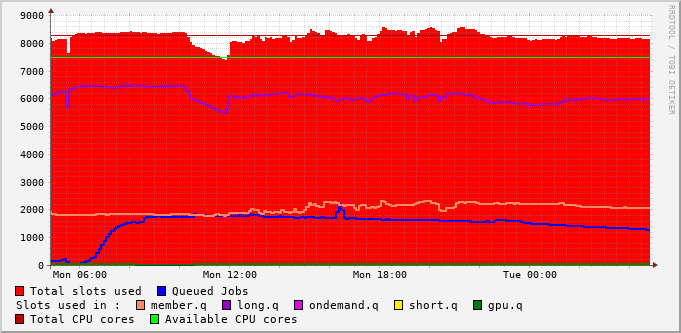 9000
8000
7000
6000
5000
4000
3000
2000
1000
0
Mon 06:00 Mon 12:00 Mon 18:00 Tue 00:00
Total slots used Queued Jobs
Slots used in : member.q long.q ondemand.q short.q gpu.q
Total CPU cores Available CPU cores
RRDTOOL / TOBI OETIKER